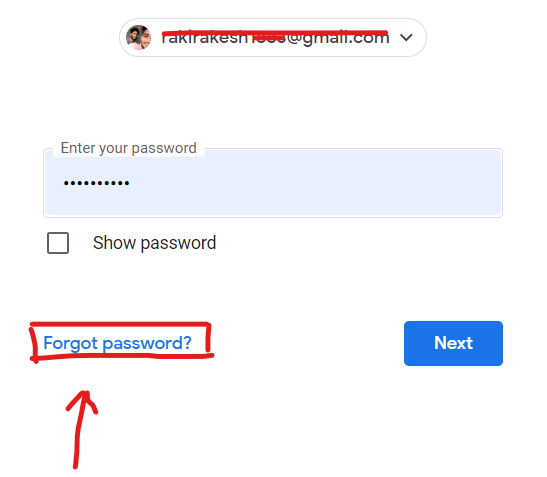 @gmail.com
Enter your password
••••••••••
Show password
Forgot password?
Next